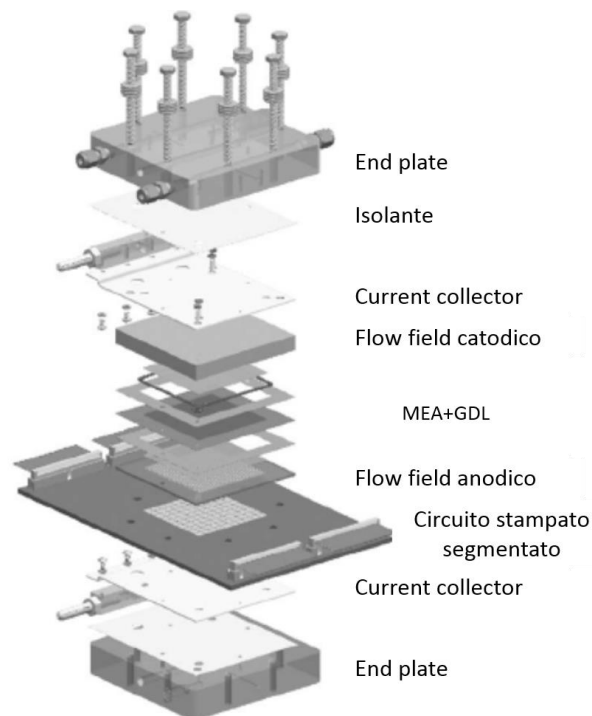 End plate
Isolante
Current collector
Flow field catodico
MEA+GDL
Flow field anodico
Circuito stampato
segmentato
Current collector
End plate